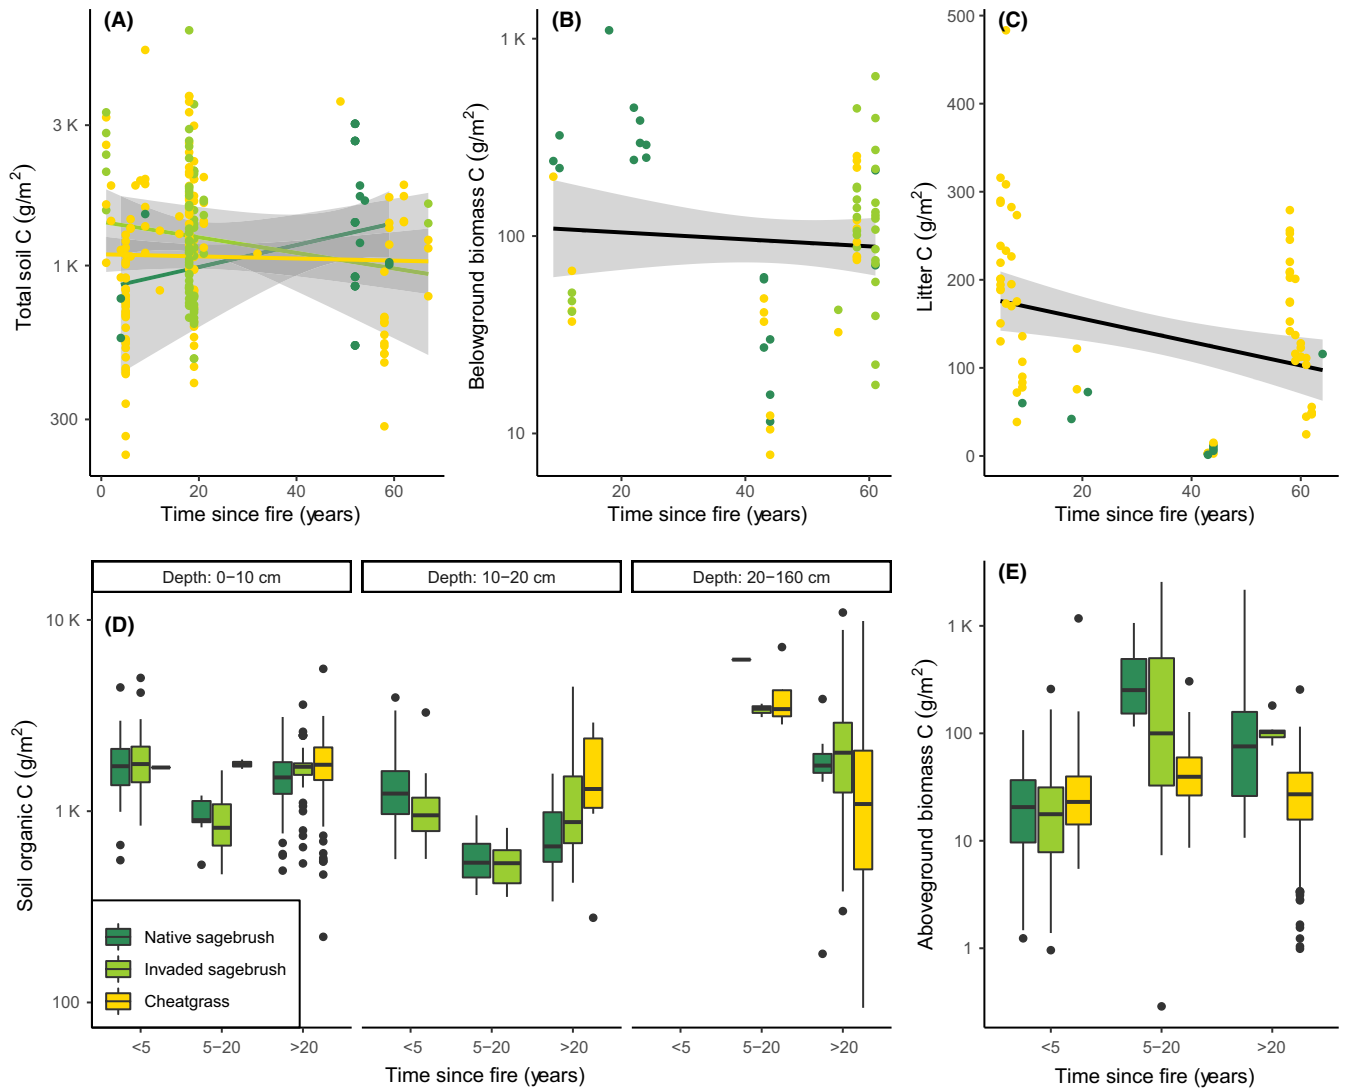 (A)
Total soil C (g/m²)
3 K
1 K
300
0 20 40 60
Time since fire (years)
(B)
Belowground biomass C (g/m²)
1 K
100
10
20 40 60
Time since fire (years)
(C)
Litter C (g/m²)
500
400
300
200
100
0
20 40 60
Time since fire (years)
Depth: 0−10 cm
Depth: 10−20 cm
Depth: 20−160 cm
(D)
Soil organic C (g/m²)
10 K
1 K
100
Native sagebrush
Invaded sagebrush
Cheatgrass
<5 5−20 >20
<5 5−20 >20
<5 5−20 >20
Time since fire (years)
(E)
Aboveground biomass C (g/m²)
1 K
100
10
1
<5 5−20 >20
Time since fire (years)